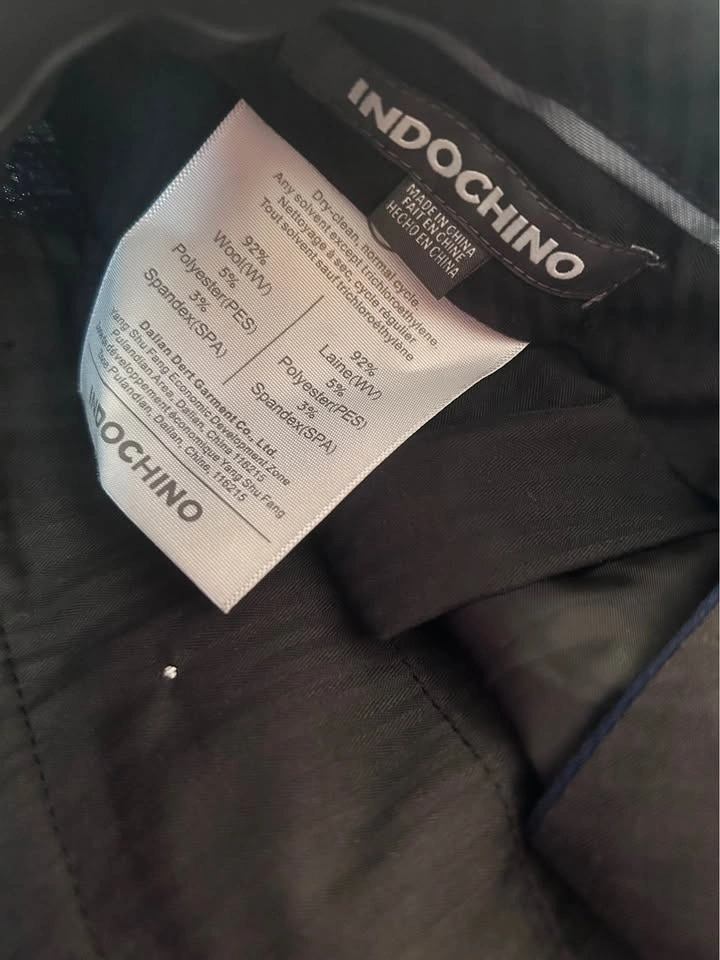 INDOCHINO
MADE IN CHINA
FAIT EN CHINE
HECHO EN CHINA
Dry-clean, normal cycle
Any solvent except trichloroethylene.
Nettoyage à sec, cycle régulier
Tout solvent sauf trichloroéthylène
92%
Wool(WV)
5%
Polyester(PES)
3%
Spandex(SPA)
92%
Laine(WV)
5%
Polyester(PES)
3%
Spandex(SPA)
Dalian Dert Garment Co., Ltd.
Yang Shu Fang Economic Development Zone
Pulandian Area, Dalian, China 116215
développement économique Yang Shu Fang
Pulandian, Dalian, Chine, 116215
INDOCHINO